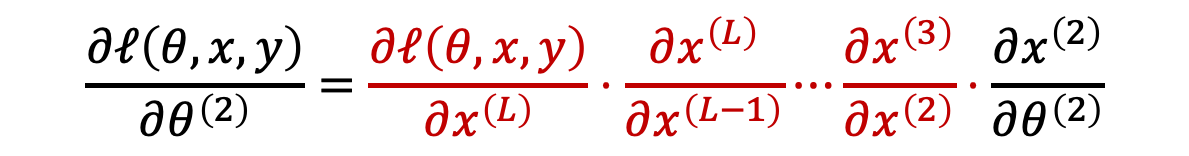 ∂ℓ(θ, x, y)/∂θ⁽²⁾ = ∂ℓ(θ, x, y)/∂x⁽ᴸ⁾ · ∂x⁽ᴸ⁾/∂x⁽ᴸ⁻¹⁾ ⋯ ∂x⁽³⁾/∂x⁽²⁾ · ∂x⁽²⁾/∂θ⁽²⁾